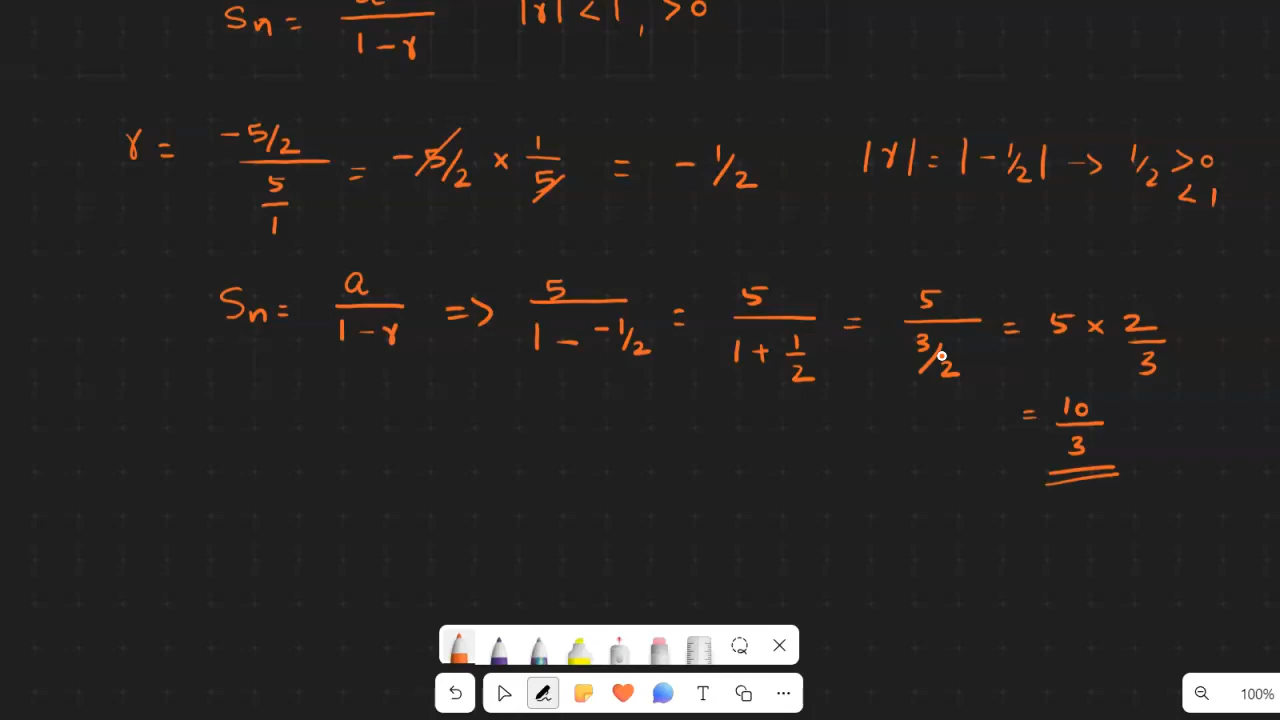 Sn = a/(1-r) |r| < 1, > 0
r = (-5/2)/(5/1) = -5/2 × 1/5 = -1/2 |r| = |-1/2| -> 1/2 > 0
< 1
Sn = a/(1-r) => 5/(1 - -1/2) = 5/(1 + 1/2) = 5/(3/2) = 5 × 2/3
= 10/3
T
100%